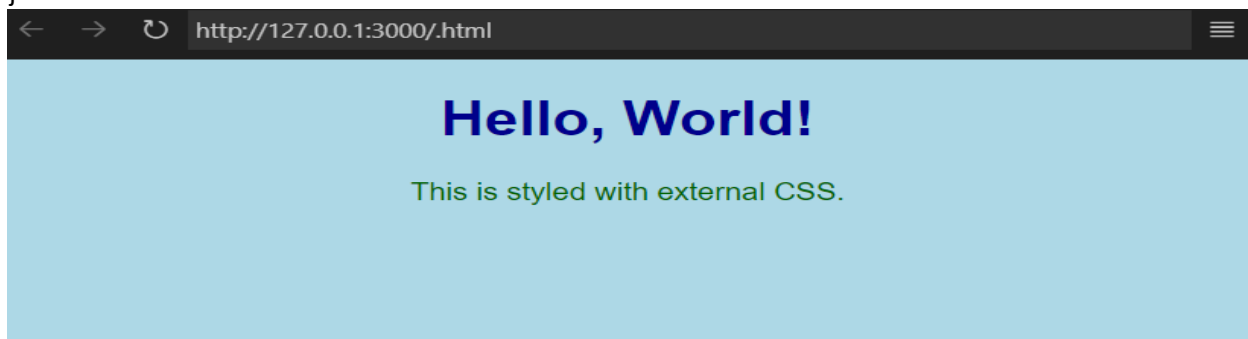 http://127.0.0.1:3000/.html
Hello, World!
This is styled with external CSS.